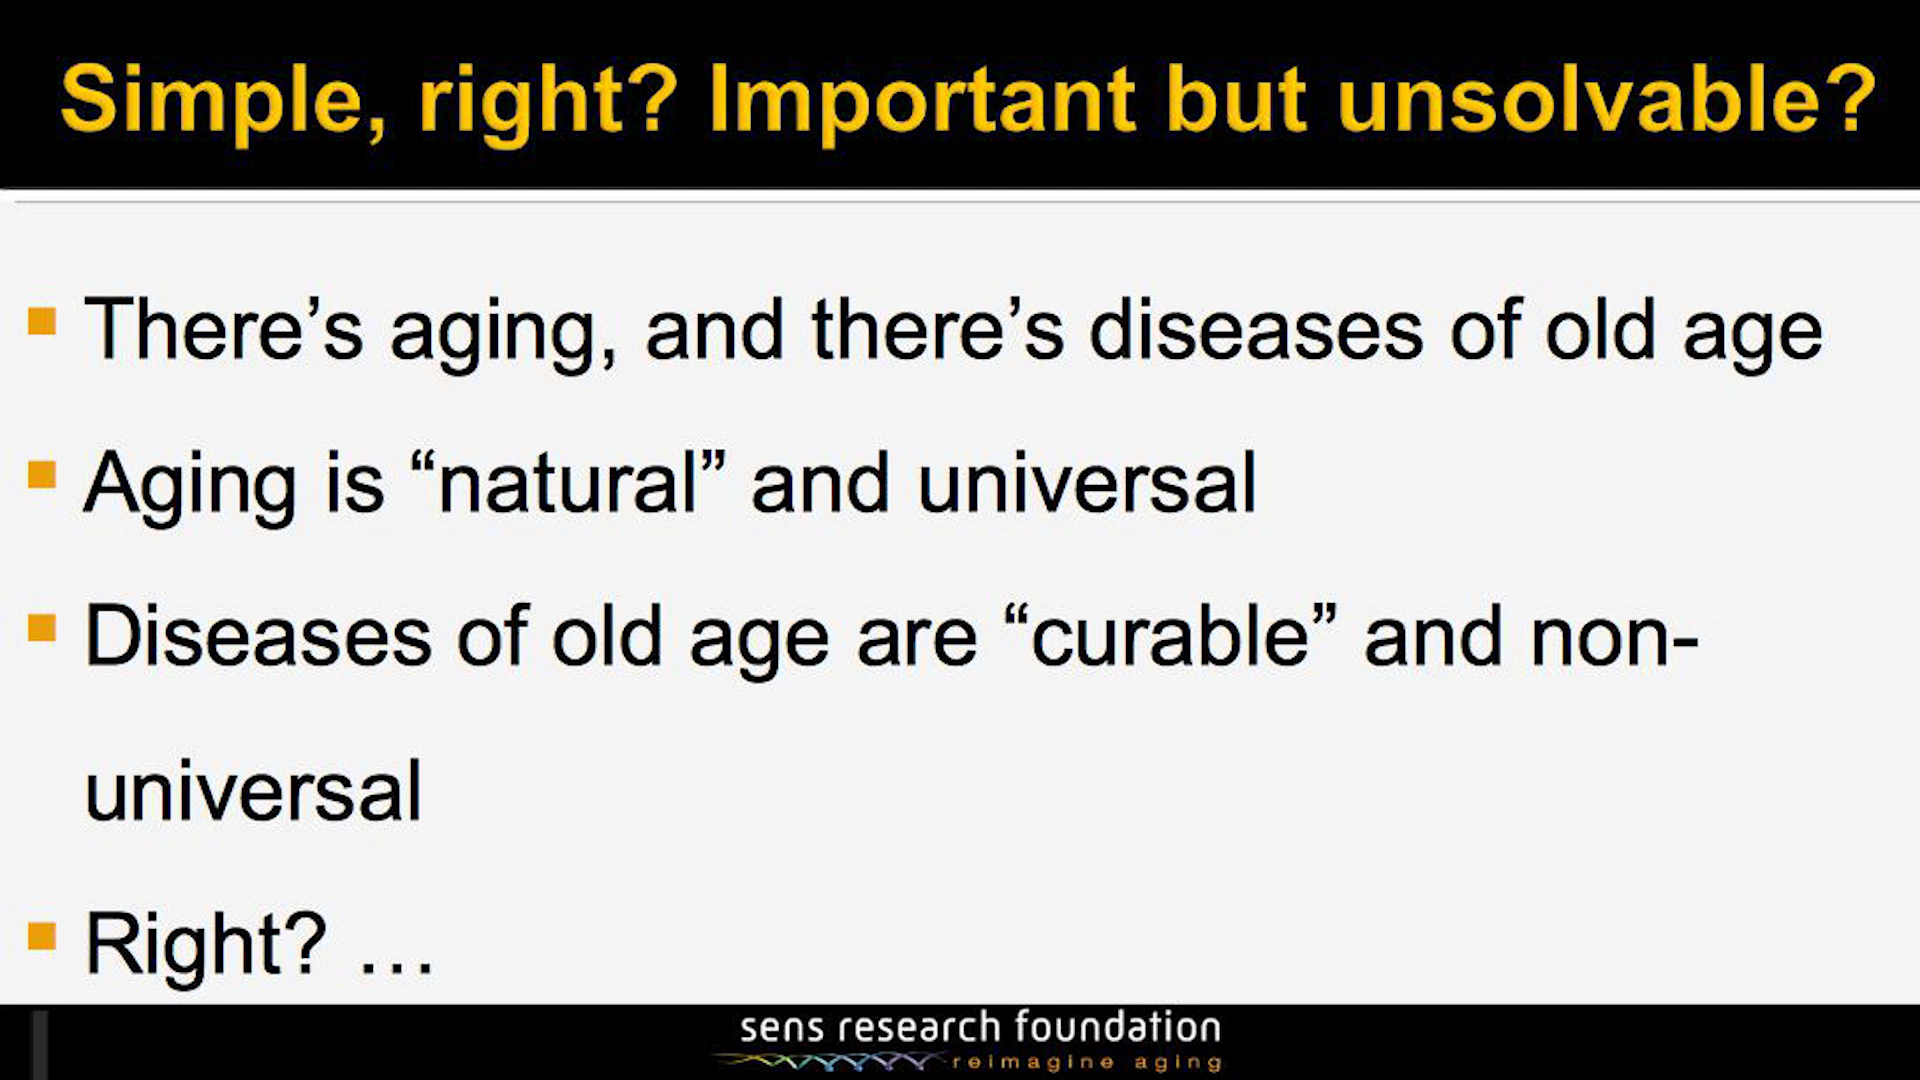 Simple, right? Important but unsolvable?
There’s aging, and there’s diseases of old age
Aging is “natural” and universal
Diseases of old age are “curable” and non-
universal
Right? …
sens research foundation
reimagine aging